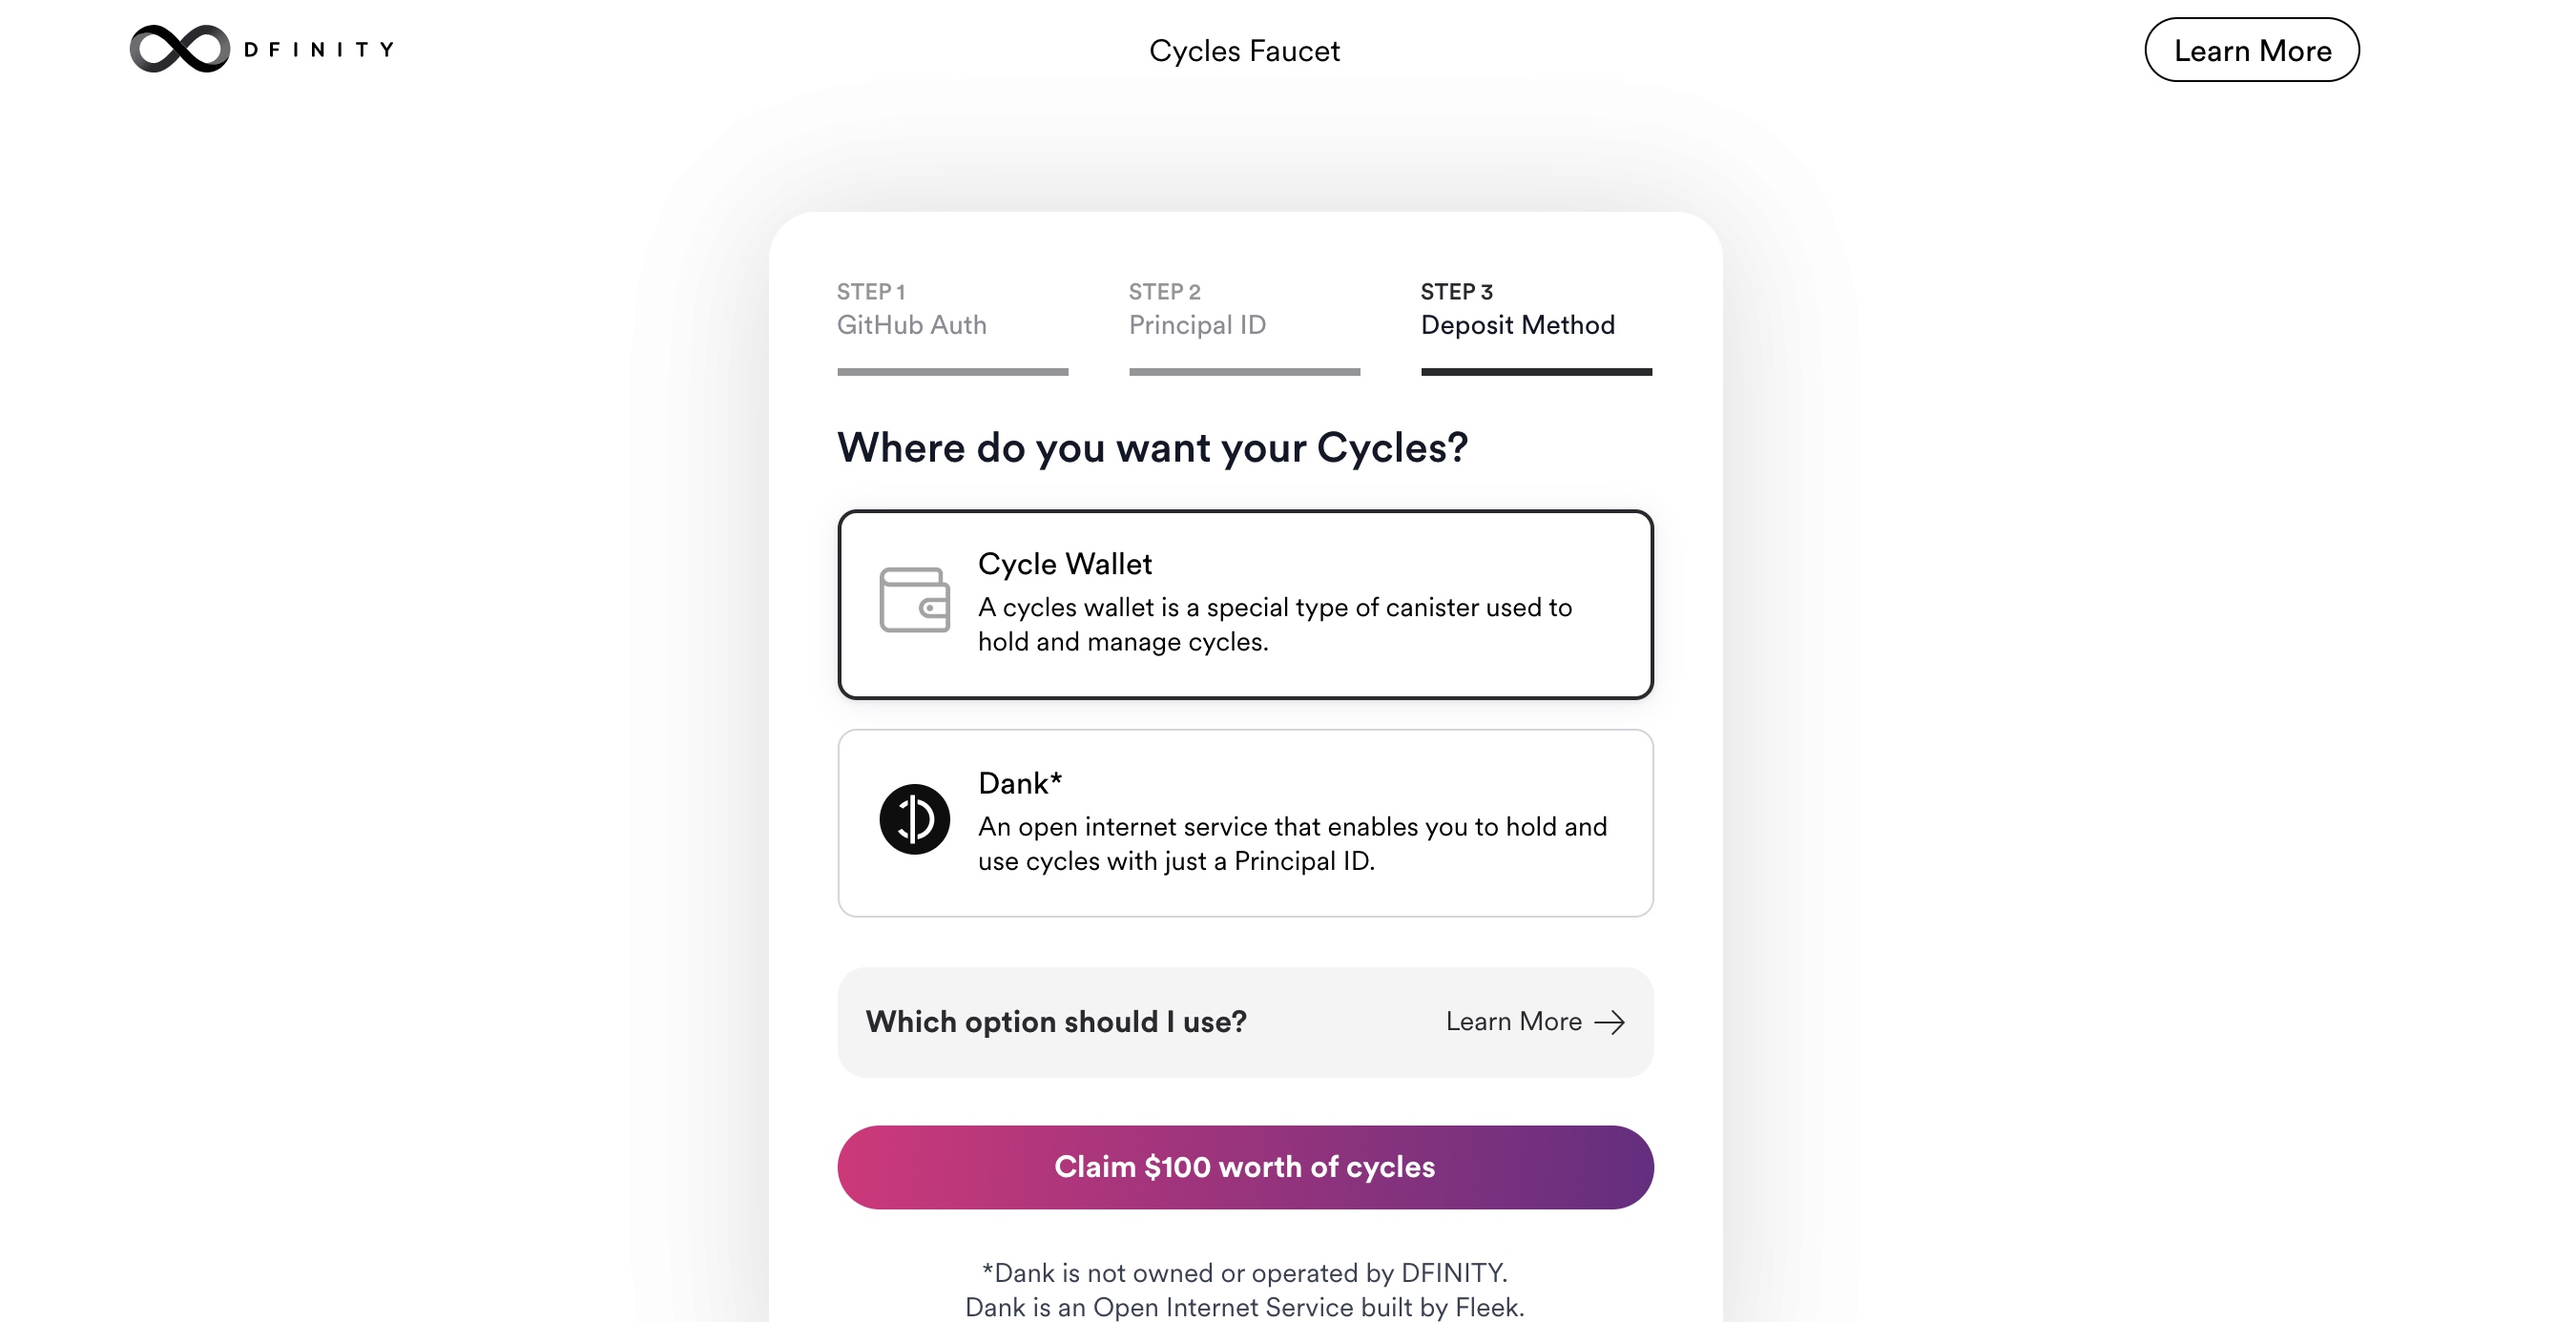 DFINITY
Cycles Faucet
Learn More
STEP 1
GitHub Auth
STEP 2
Principal ID
STEP 3
Deposit Method
Where do you want your Cycles?
Cycle Wallet
A cycles wallet is a special type of canister used to
hold and manage cycles.
Dank*
An open internet service that enables you to hold and
use cycles with just a Principal ID.
Which option should I use?
Learn More →
Claim $100 worth of cycles
*Dank is not owned or operated by DFINITY.
Dank is an Open Internet Service built by Fleek.